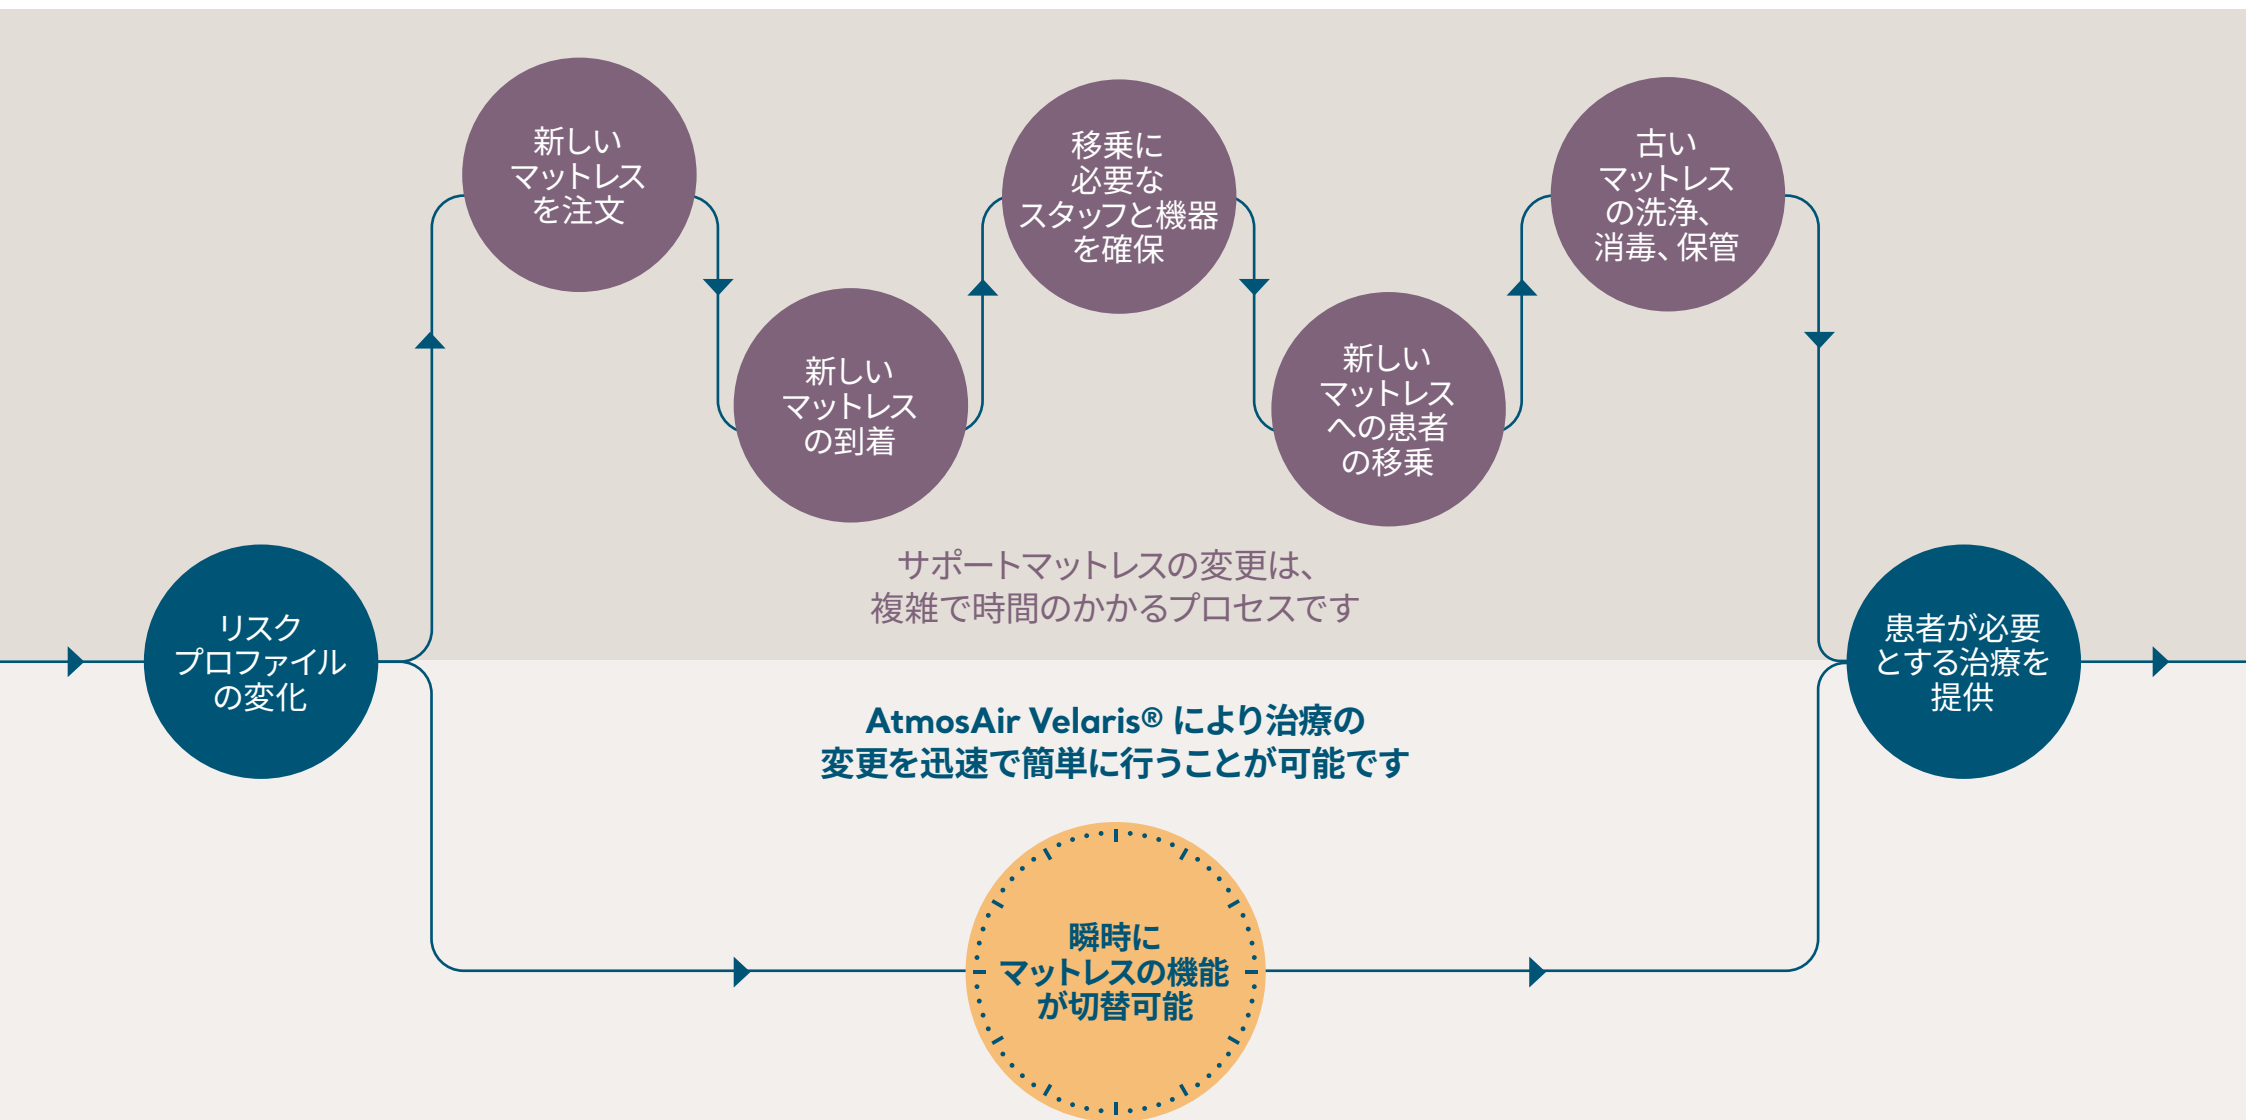 新しい
マットレス
を注文
移乗に
必要な
スタッフと機器
を確保
古い
マットレス
の洗浄、
消毒、保管
新しい
マットレス
の到着
新しい
マットレス
への患者
の移乗
サポートマットレスの変更は、
複雑で時間のかかるプロセスです
リスク
プロファイル
の変化
患者が必要
とする治療を
提供
AtmosAir Velaris® により治療の
変更を迅速で簡単に行うことが可能です
瞬時に
マットレスの機能
が切替可能